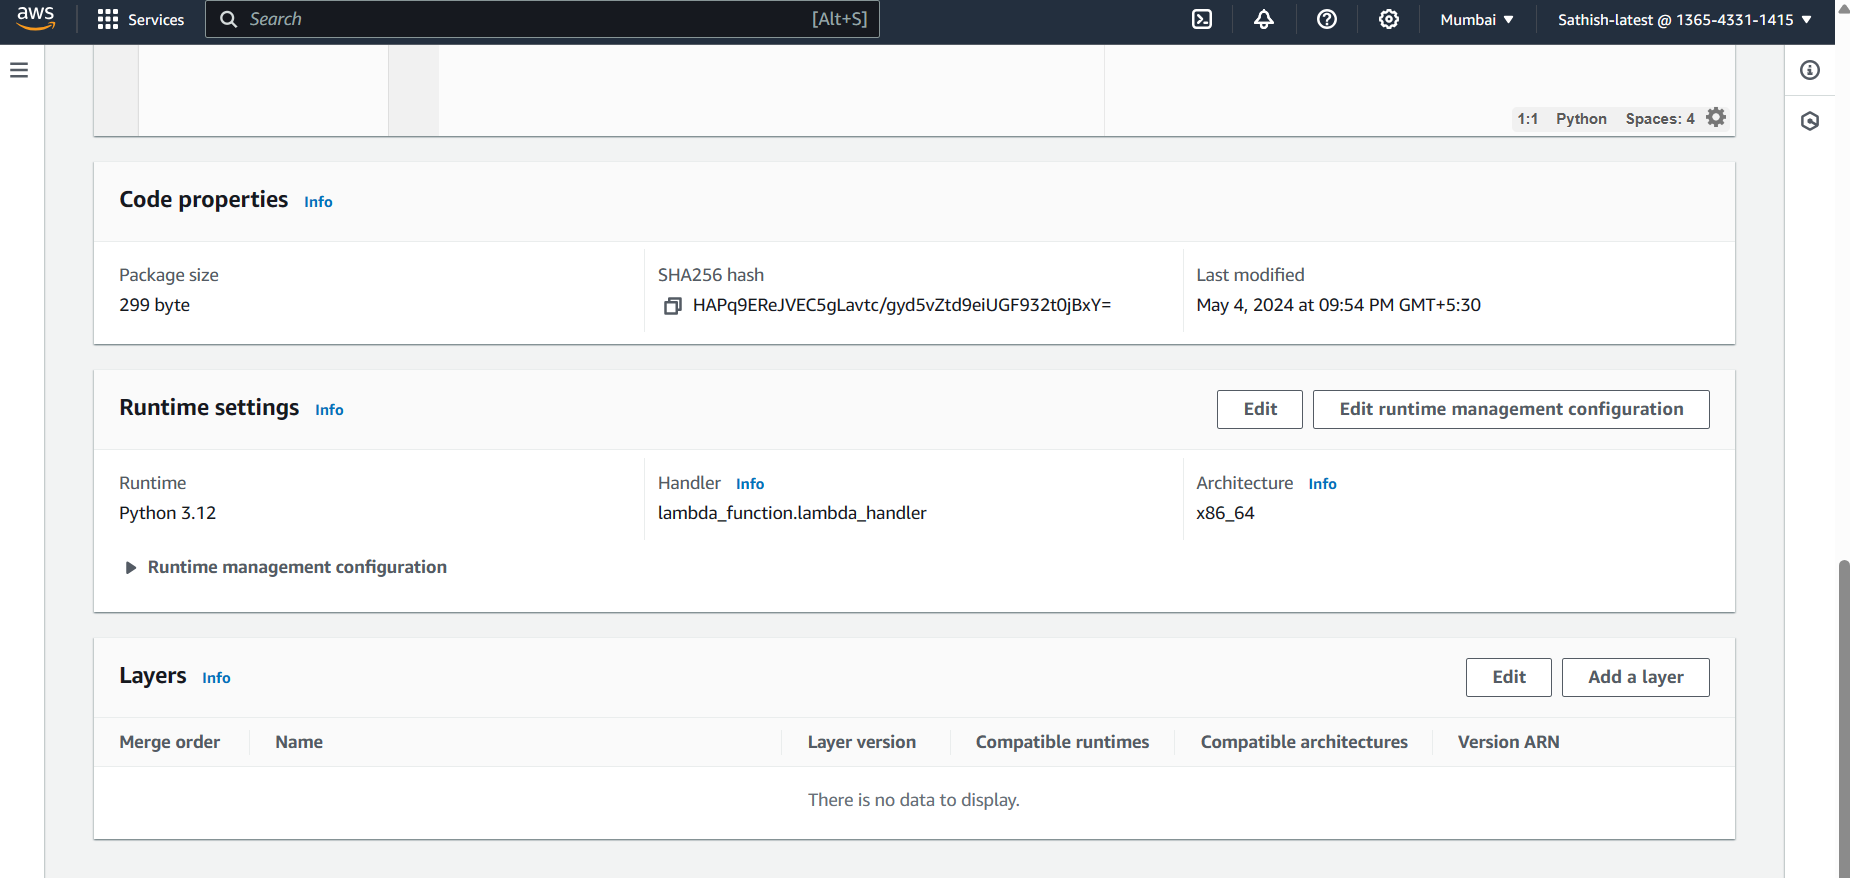 aws Services Search [Alt+S] Mumbai ▼ Sathish-latest @ 1365-4331-1415 ▼
1:1 Python Spaces: 4
Code properties Info
Package size SHA256 hash Last modified
299 byte HAPq9EReJVEC5gLavtc/gyd5vZtd9eiUGF932t0jBxY= May 4, 2024 at 09:54 PM GMT+5:30
Runtime settings Info Edit Edit runtime management configuration
Runtime Handler Info Architecture Info
Python 3.12 lambda_function.lambda_handler x86_64
Runtime management configuration
Layers Info Edit Add a layer
Merge order Name Layer version Compatible runtimes Compatible architectures Version ARN
There is no data to display.